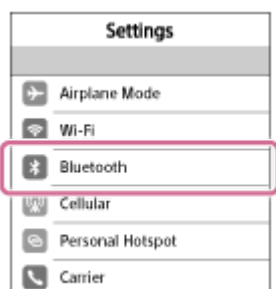 Settings
Airplane Mode
Wi-Fi
Bluetooth
Cellular
Personal Hotspot
Carrier